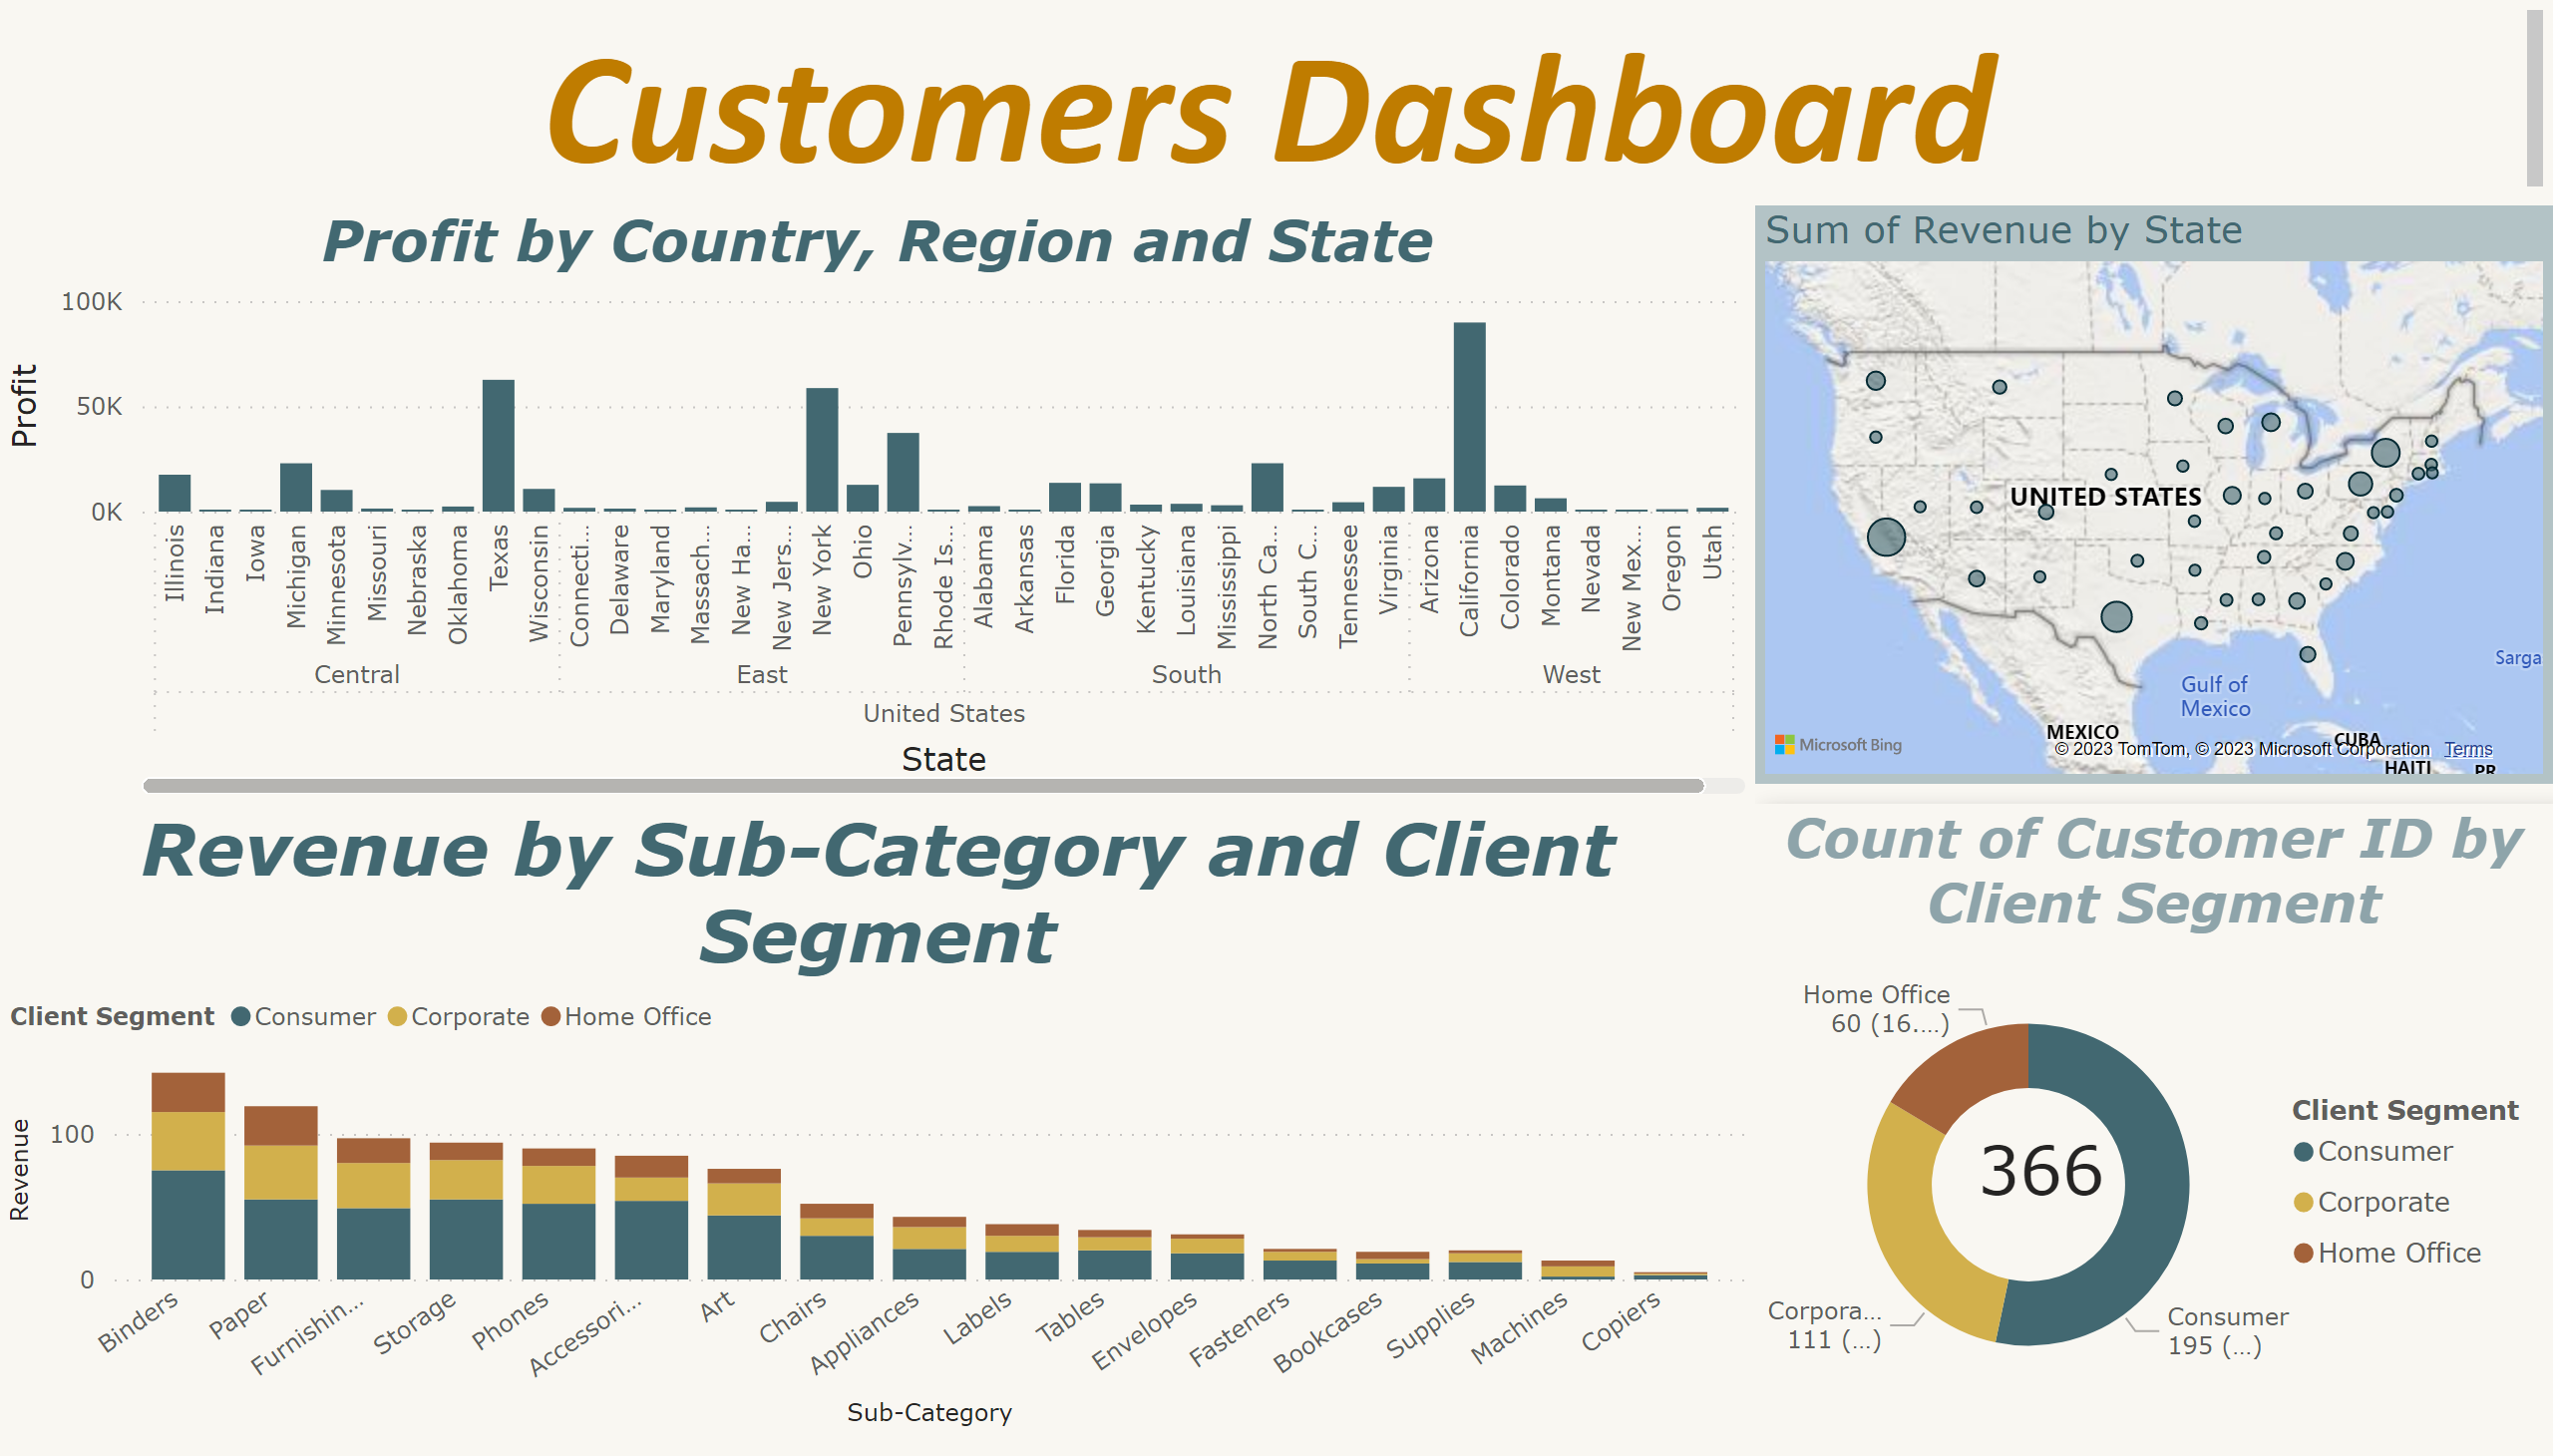 Customers Dashboard
Profit by Country, Region and State
100K
50K
0K
Profit
Illinois
Indiana
Iowa
Michigan
Minnesota
Missouri
Nebraska
Oklahoma
Texas
Wisconsin
Connecti...
Delaware
Maryland
Massach...
New Ha...
New Jers...
New York
Ohio
Pennsylv...
Rhode Is...
Alabama
Arkansas
Florida
Georgia
Kentucky
Louisiana
Mississippi
North Ca...
South C...
Tennessee
Virginia
Arizona
California
Colorado
Montana
Nevada
New Mex...
Oregon
Utah
Central
East
South
West
United States
State
Sum of Revenue by State
UNITED STATES
Sarga
Gulf of
Mexico
MEXICO
CUBA
Microsoft Bing
© 2023 TomTom, © 2023 Microsoft Corporation Terms
HAITI
PR
Revenue by Sub-Category and Client
Segment
Client Segment Consumer Corporate Home Office
Revenue
100
0
Binders
Paper
Furnishin...
Storage
Phones
Accessori...
Art
Chairs
Appliances
Labels
Tables
Envelopes
Fasteners
Bookcases
Supplies
Machines
Copiers
Sub-Category
Count of Customer ID by
Client Segment
Home Office
60 (16....)
366
Corpora...
111 (...)
Consumer
195 (...)
Client Segment
Consumer
Corporate
Home Office